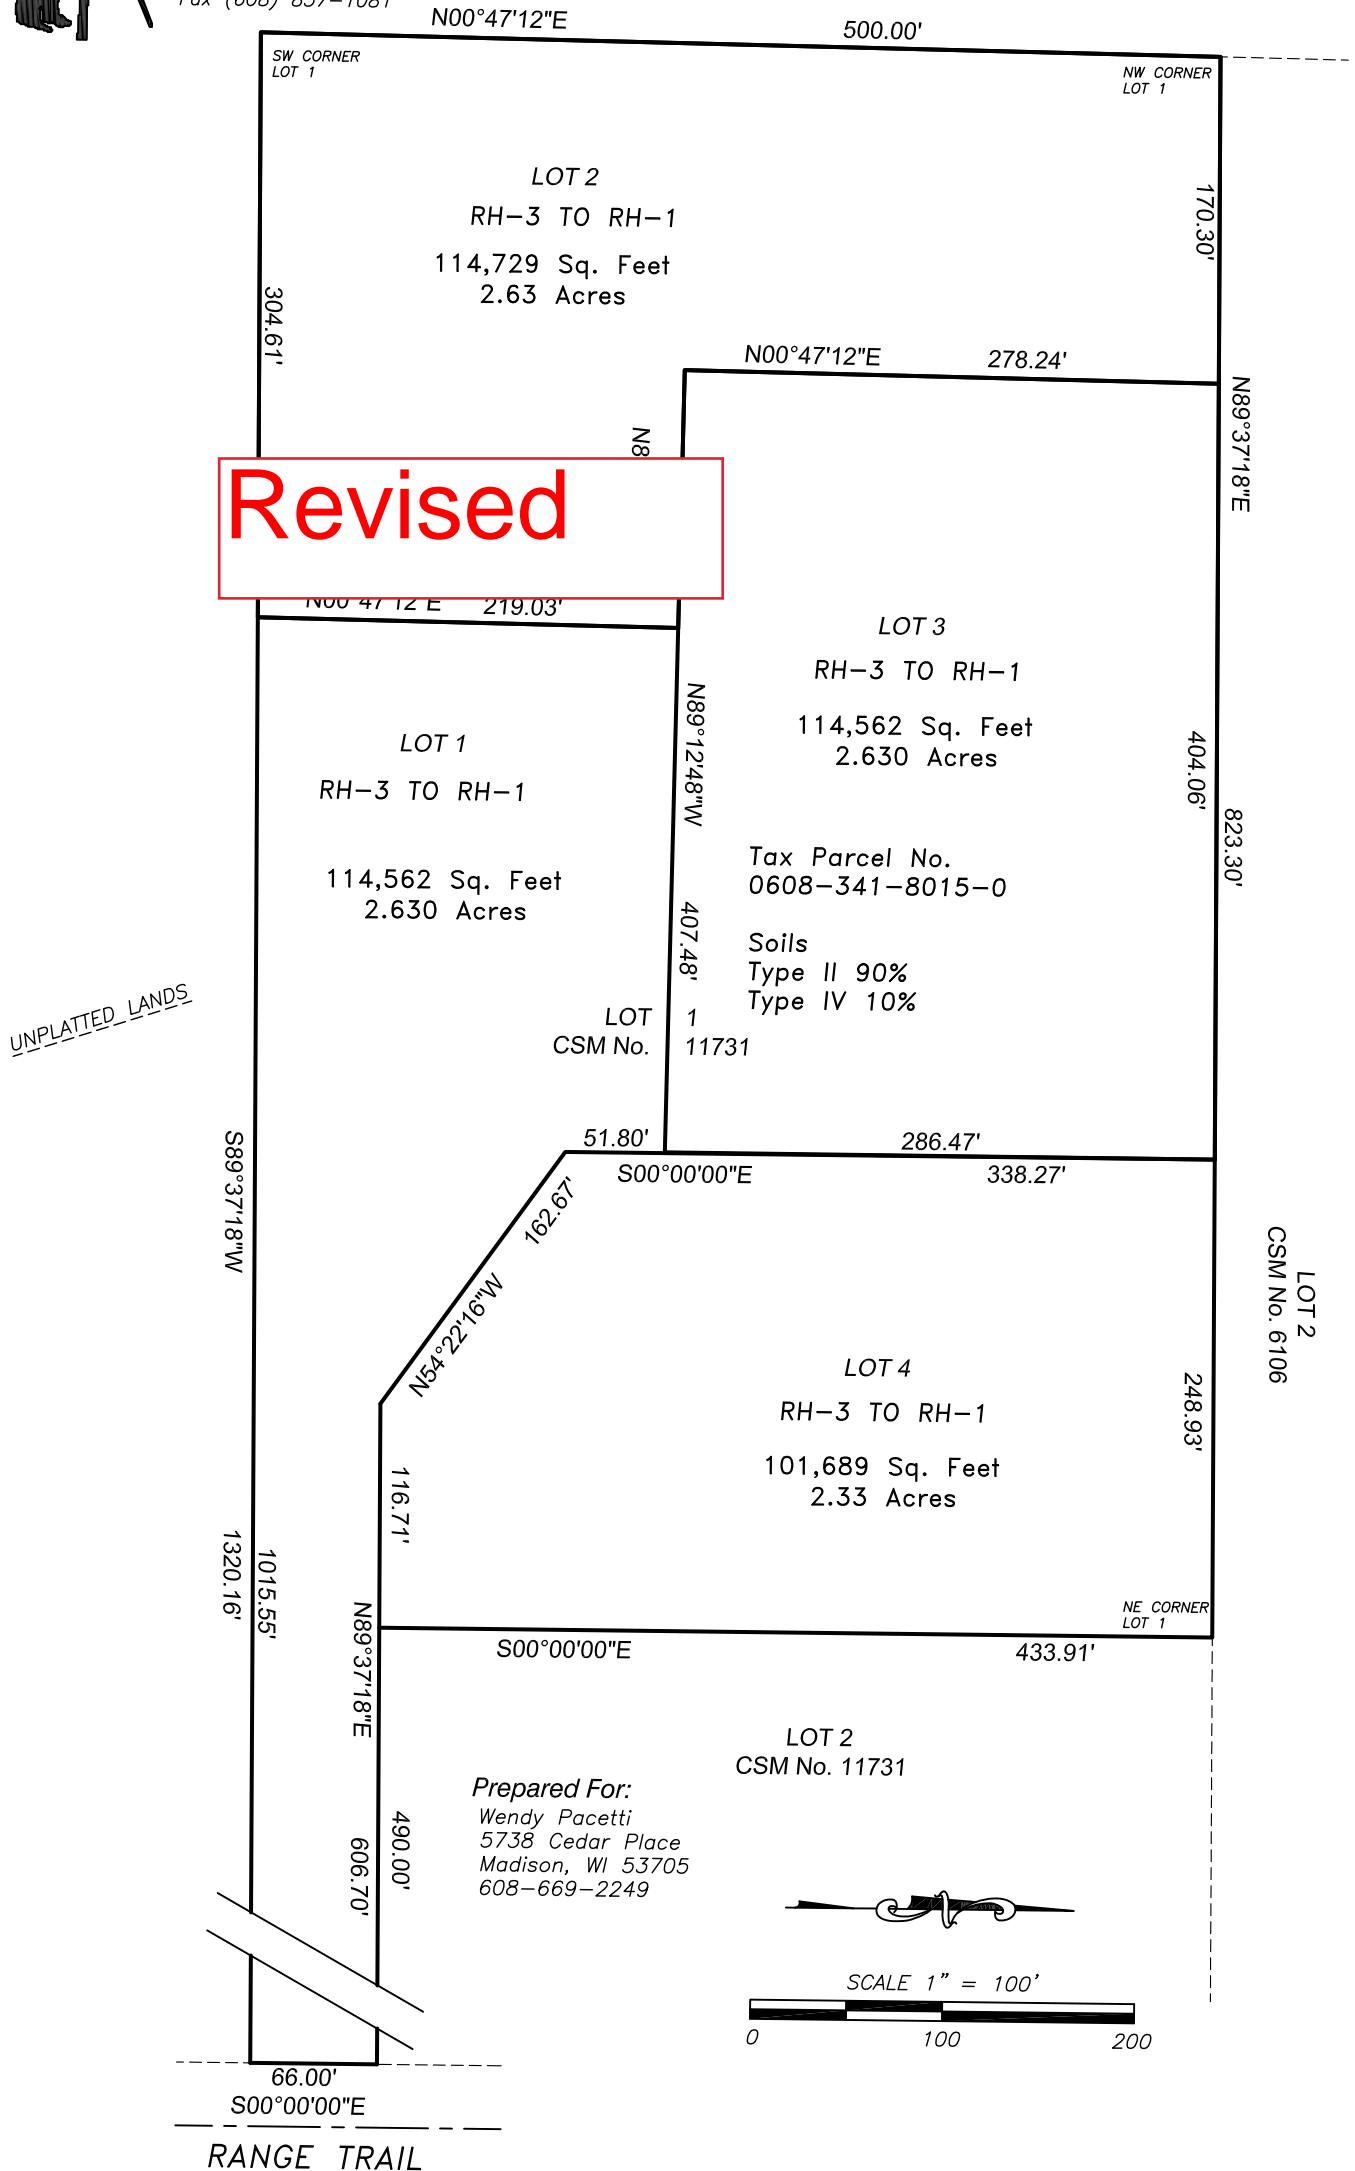 Fax (608) 837-1081
N00°47'12"E
500.00'
SW CORNER
LOT 1
NW CORNER
LOT 1
LOT 2
RH-3 TO RH-1
114,729 Sq. Feet
2.63 Acres
170.30'
304.61'
N00°47'12"E
278.24'
N89°37'18"E
N8
Revised
N00°47'12"E
219.03'
LOT 3
RH-3 TO RH-1
114,562 Sq. Feet
2.630 Acres
N89°12'48"W
404.06'
823.30'
LOT 1
RH-3 TO RH-1
114,562 Sq. Feet
2.630 Acres
Tax Parcel No.
0608-341-8015-0
407.48'
Soils
Type II 90%
Type IV 10%
UNPLATTED LANDS
LOT 1
CSM No. 11731
51.80'
286.47'
S00°00'00"E
338.27'
S89°37'18"W
162.67'
N54°22'16"W
LOT 2
CSM No. 6106
LOT 4
RH-3 TO RH-1
101,689 Sq. Feet
2.33 Acres
248.93'
116.71'
1015.55'
1320.16'
N89°37'18"E
NE CORNER
LOT 1
S00°00'00"E
433.91'
LOT 2
CSM No. 11731
Prepared For:
Wendy Pacetti
5738 Cedar Place
Madison, WI 53705
608-669-2249
490.00'
606.70'
SCALE 1" = 100'
0 100 200
66.00'
S00°00'00"E
RANGE TRAIL